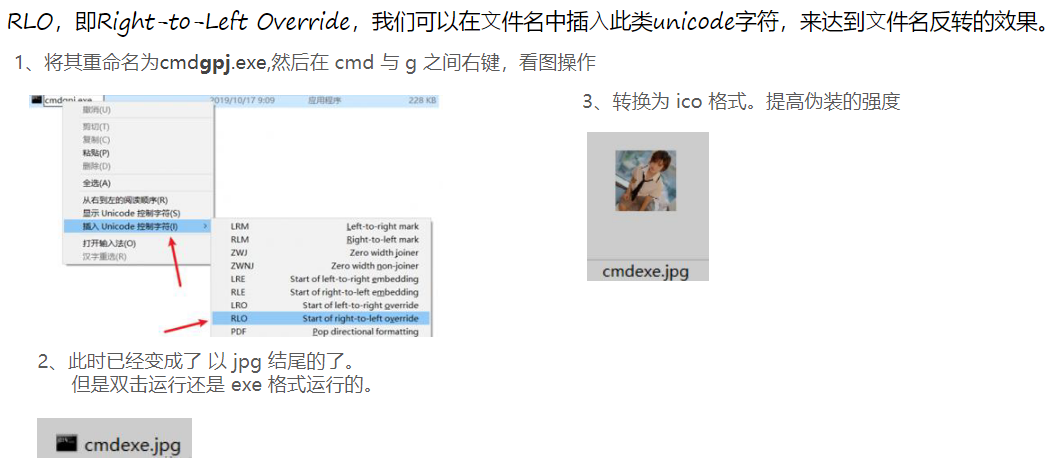 RLO，即Right-to-Left Override，我们可以在文件名中插入此类unicode字符，来达到文件名反转的效果。
1、将其重命名为cmdgpj.exe,然后在 cmd 与 g 之间右键，看图操作
cmdgpj.exe 2019/10/17 9:09 应用程序 228 KB
撤消(U)
剪切(T)
复制(C)
粘贴(P)
删除(D)
全选(A)
从右到左的阅读顺序(R)
显示 Unicode 控制字符(S)
插入 Unicode 控制字符(I)
打开输入法(O)
汉字重选(R)
LRM Left-to-right mark
RLM Right-to-left mark
ZWJ Zero width joiner
ZWNJ Zero width non-joiner
LRE Start of left-to-right embedding
RLE Start of right-to-left embedding
LRO Start of left-to-right override
RLO Start of right-to-left override
PDF Pop directional formatting
2、此时已经变成了 以 jpg 结尾的了。
但是双击运行还是 exe 格式运行的。
cmdexe.jpg
3、转换为 ico 格式。提高伪装的强度
cmdexe.jpg